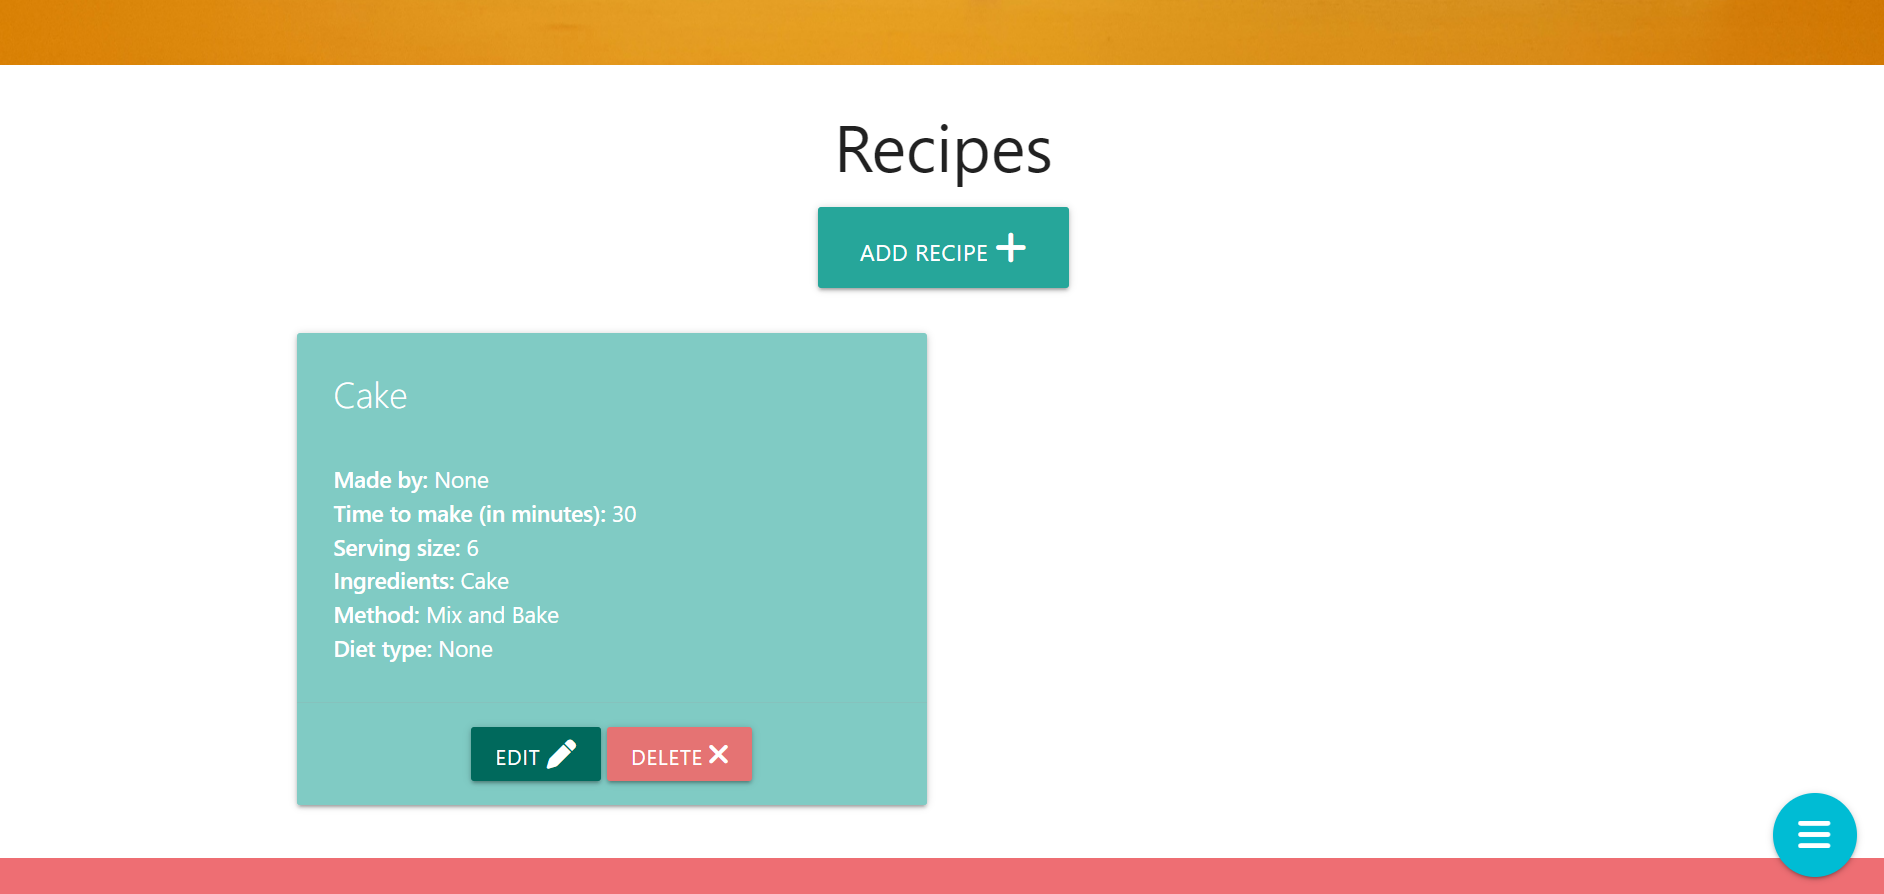 Recipes
ADD RECIPE
Cake
Made by: None
Time to make (in minutes): 30
Serving size: 6
Ingredients: Cake
Method: Mix and Bake
Diet type: None
EDIT
DELETE